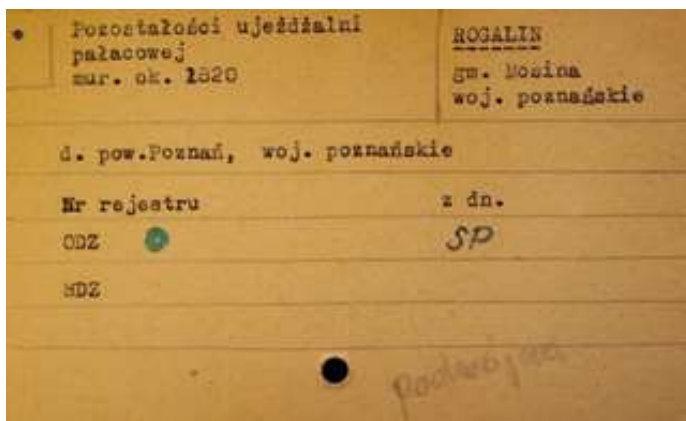 Pozostałości ujeżdżalni
pałacowej
mur. ok. 1820
ROGALIN
gm. Mosina
woj. poznańskie
d. pow.Poznań, woj. poznańskie
Nr rejestru z dn.
ODZ SP